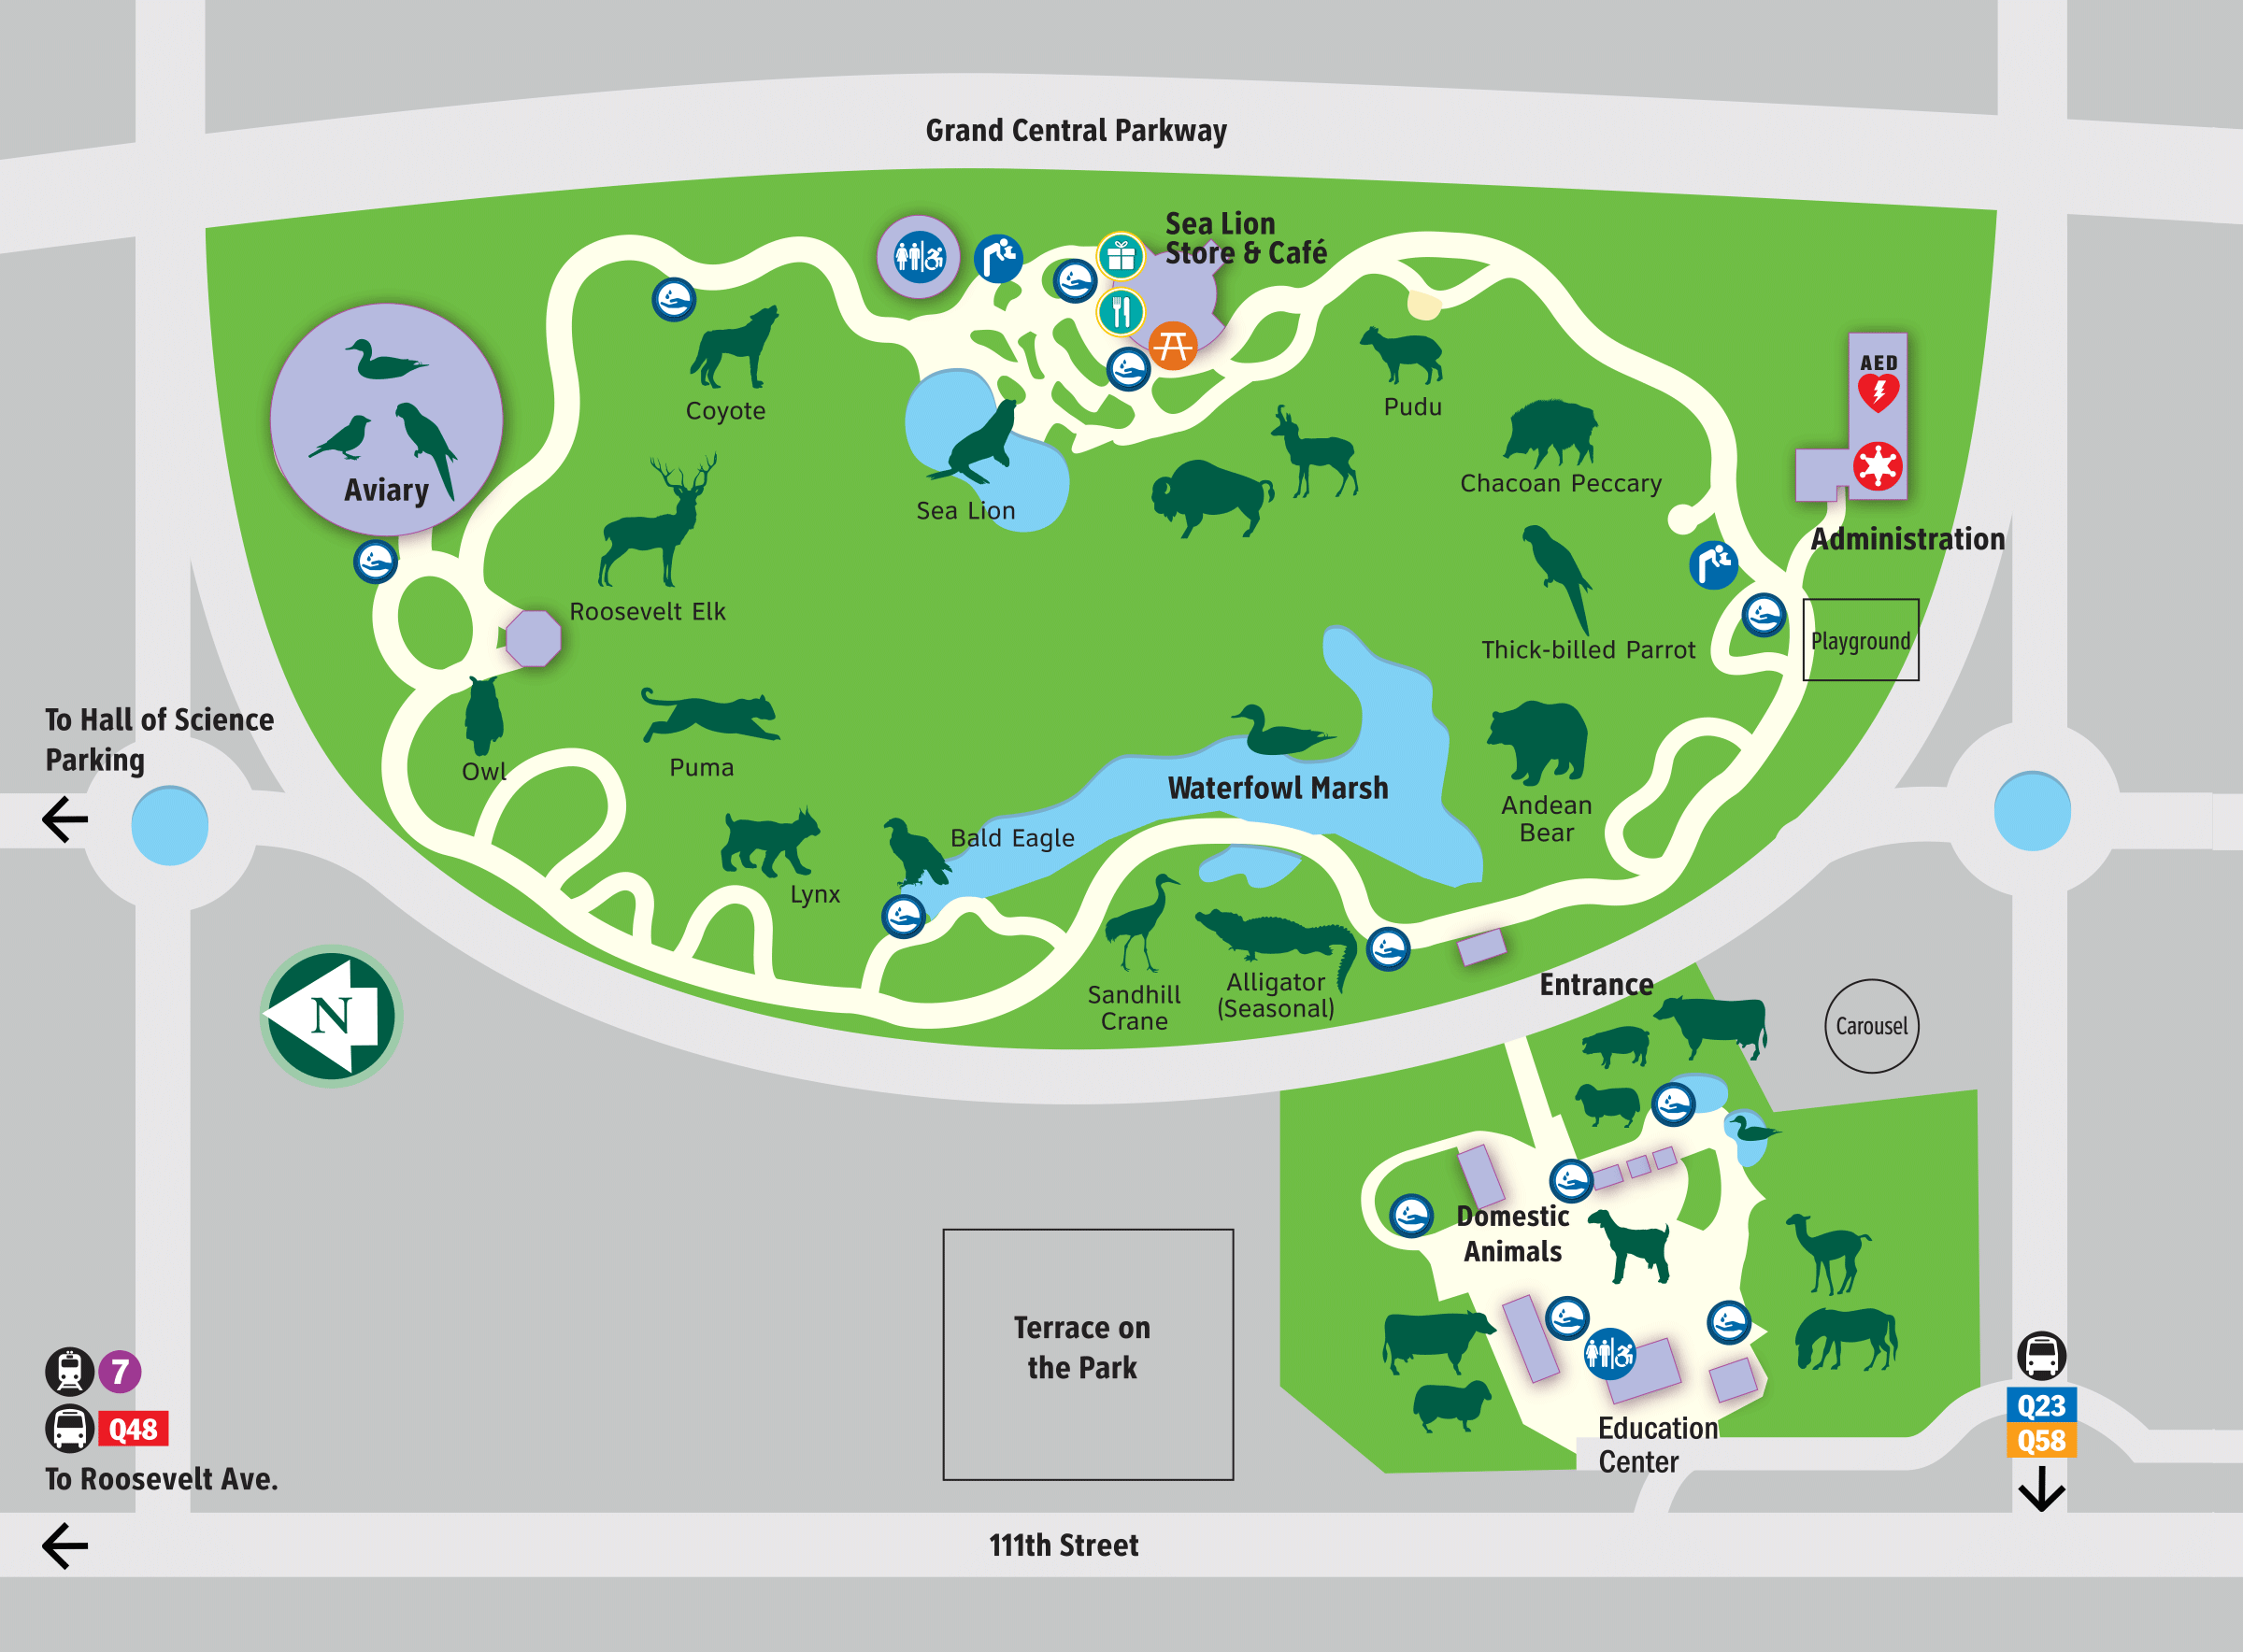 Grand Central Parkway
Sea Lion
Store & Café
AED
Aviary
Coyote
Pudu
Chacoan Peccary
Sea Lion
Administration
Roosevelt Elk
Thick-billed Parrot
Playground
To Hall of Science
Parking
Owl
Puma
Waterfowl Marsh
Andean
Bear
Bald Eagle
Lynx
Sandhill
Crane
Alligator
(Seasonal)
Entrance
N
Carousel
Domestic
Animals
Terrace on
the Park
Education
Center
7
Q48
To Roosevelt Ave.
Q23
Q58
111th Street